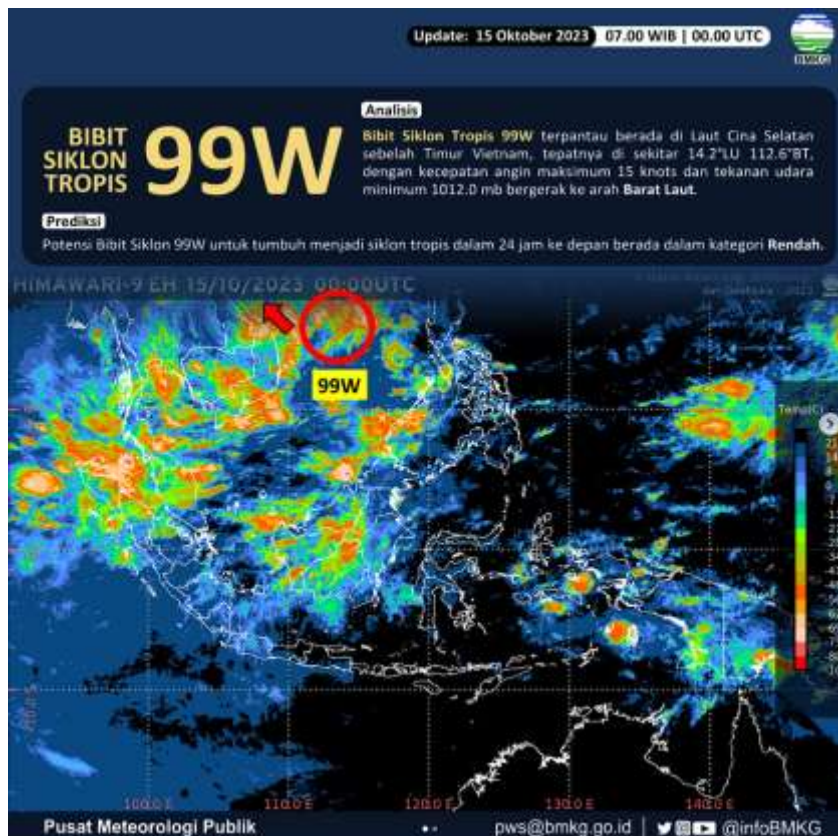 Update: 15 Oktober 2023 07.00 WIB | 00.00 UTC
BMKG
BIBIT
SIKLON
TROPIS
99W
Analisis
Bibit Siklon Tropis 99W terpantau berada di Laut Cina Selatan
sebelah Timur Vietnam, tepatnya di sekitar 14.2°LU 112.6°BT,
dengan kecepatan angin maksimum 15 knots dan tekanan udara
minimum 1012.0 mb bergerak ke arah Barat Laut.
Prediksi
Potensi Bibit Siklon 99W untuk tumbuh menjadi siklon tropis dalam 24 jam ke depan berada dalam kategori Rendah.
HIMAWARI-9 EH 15/10/2023 00:00UTC
99W
Temp(C)
100.0 E 110.0 E 120.0 E 130.0 E 140.0 E
Pusat Meteorologi Publik
pws@bmkg.go.id | @infoBMKG